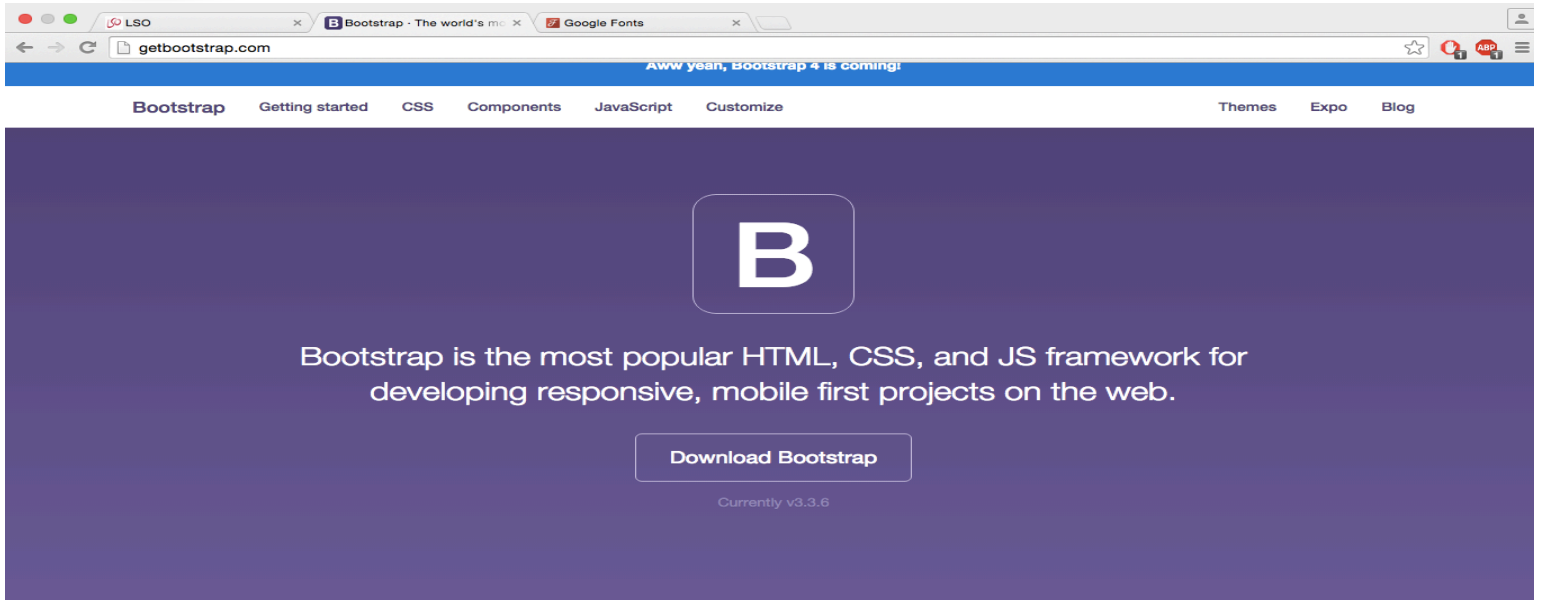 LSO
Bootstrap · The world's mo
Google Fonts
getbootstrap.com
1
ABP
1
Aww yeah, Bootstrap 4 is coming!
Bootstrap Getting started CSS Components JavaScript Customize Themes Expo Blog
B
Bootstrap is the most popular HTML, CSS, and JS framework for
developing responsive, mobile first projects on the web.
Download Bootstrap
Currently v3.3.6